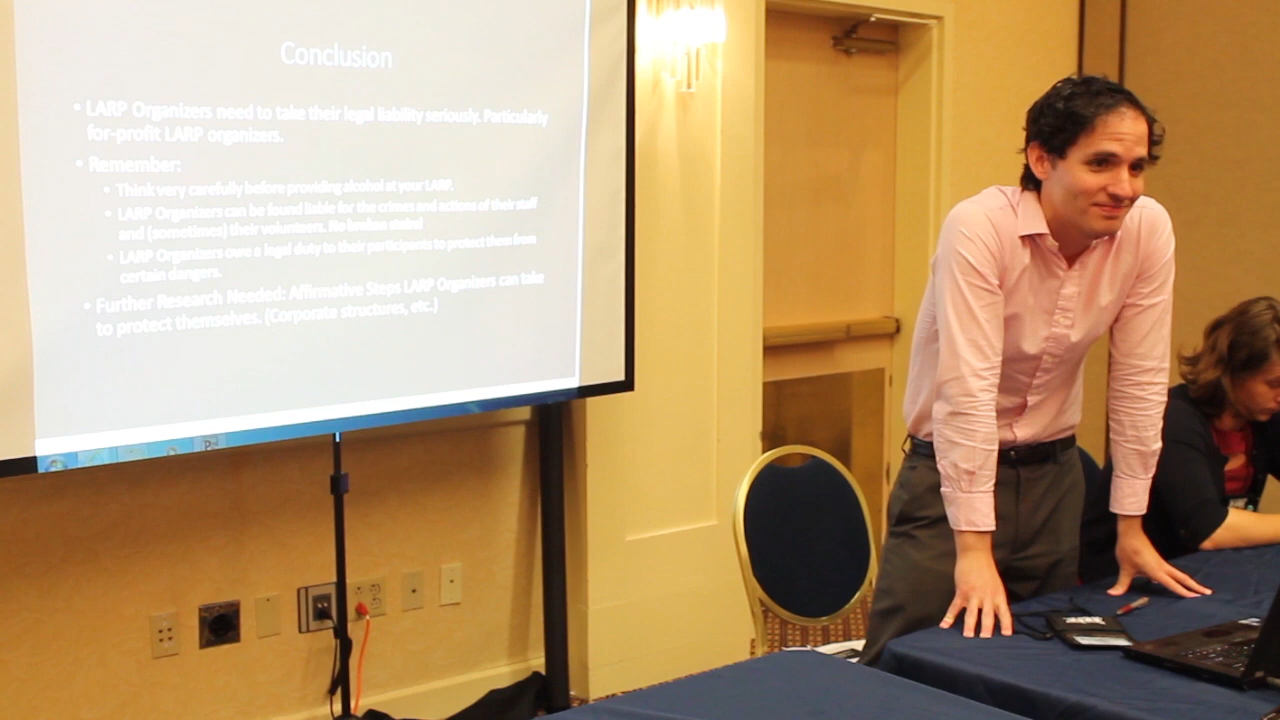 Conclusion
• LARP Organizers need to take their legal liability seriously. Particularly
for-profit LARP organizers.
• Remember:
• Think very carefully before providing alcohol at your LARP.
• LARP Organizers can be found liable for the crimes and actions of their staff
and (sometimes) their volunteers. No broken stairs!
• LARP Organizers owe a legal duty to their participants to protect them from
certain dangers.
• Further Research Needed: Affirmative Steps LARP Organizers can take
to protect themselves. (Corporate structures, etc.)